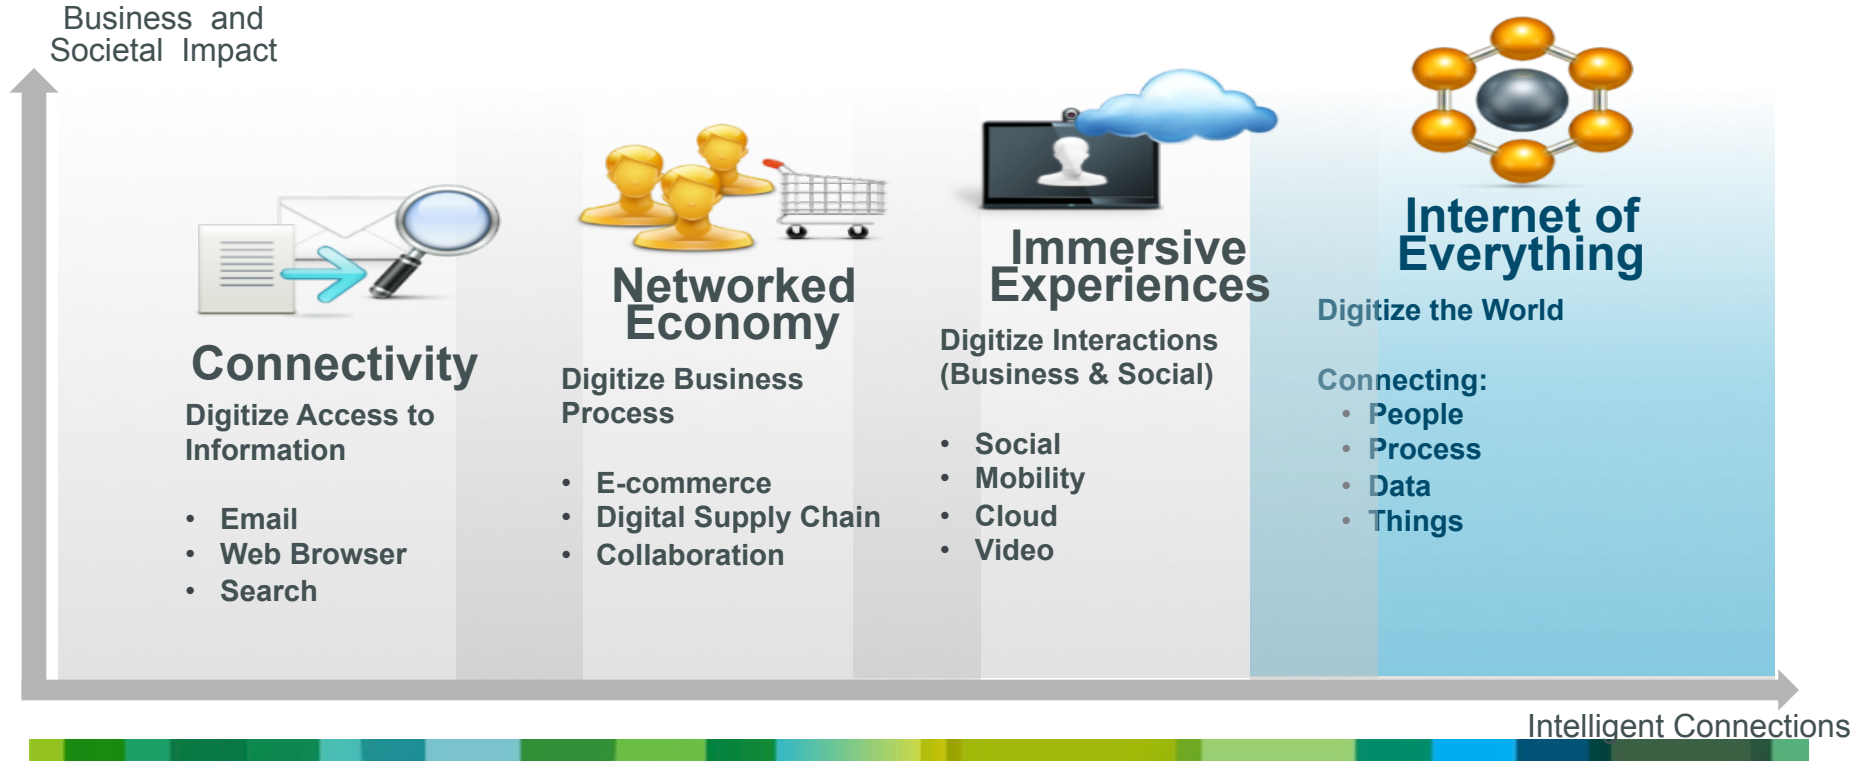 Business and
Societal Impact
Connectivity
Digitize Access to
Information
• Email
• Web Browser
• Search
Networked
Economy
Digitize Business
Process
• E-commerce
• Digital Supply Chain
• Collaboration
Immersive
Experiences
Digitize Interactions
(Business & Social)
• Social
• Mobility
• Cloud
• Video
Internet of
Everything
Digitize the World
Connecting:
• People
• Process
• Data
• Things
Intelligent Connections